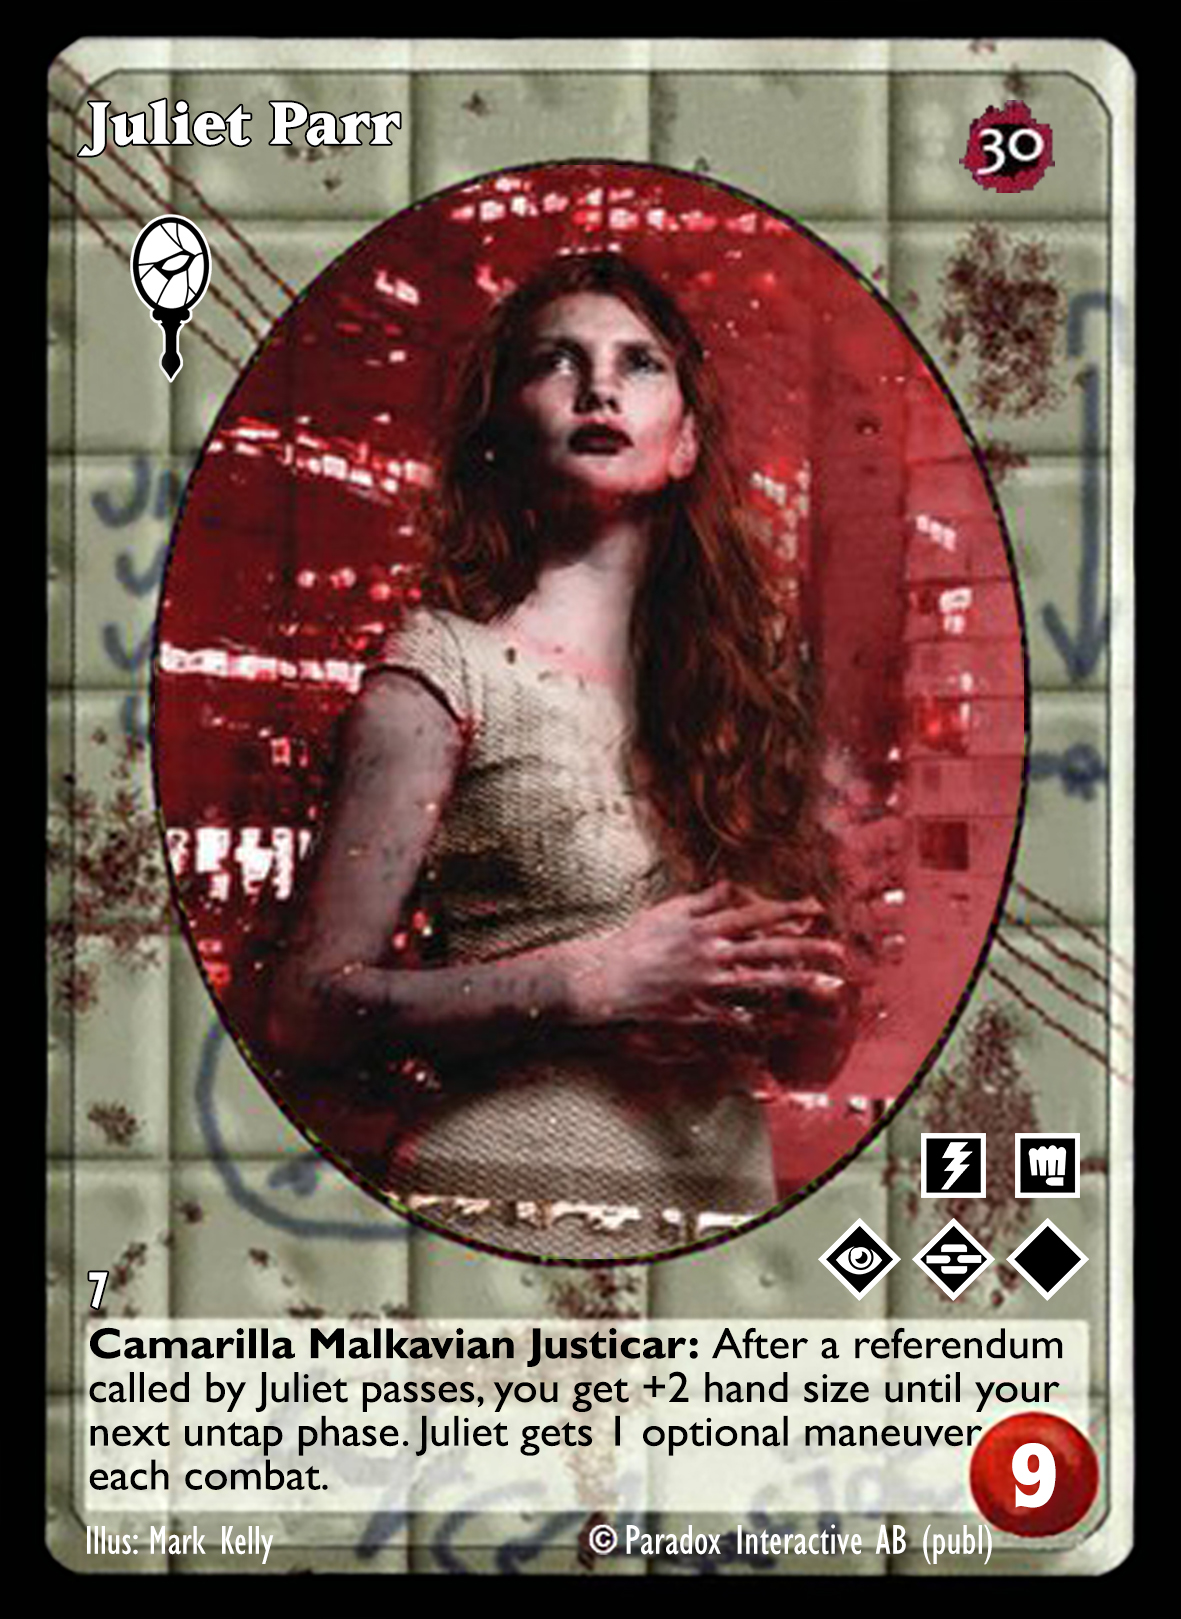 Juliet Parr
30
7
Camarilla Malkavian Justicar: After a referendum
called by Juliet passes, you get +2 hand size until your
next untap phase. Juliet gets 1 optional maneuver
each combat.
9
Illus: Mark Kelly
© Paradox Interactive AB (publ)